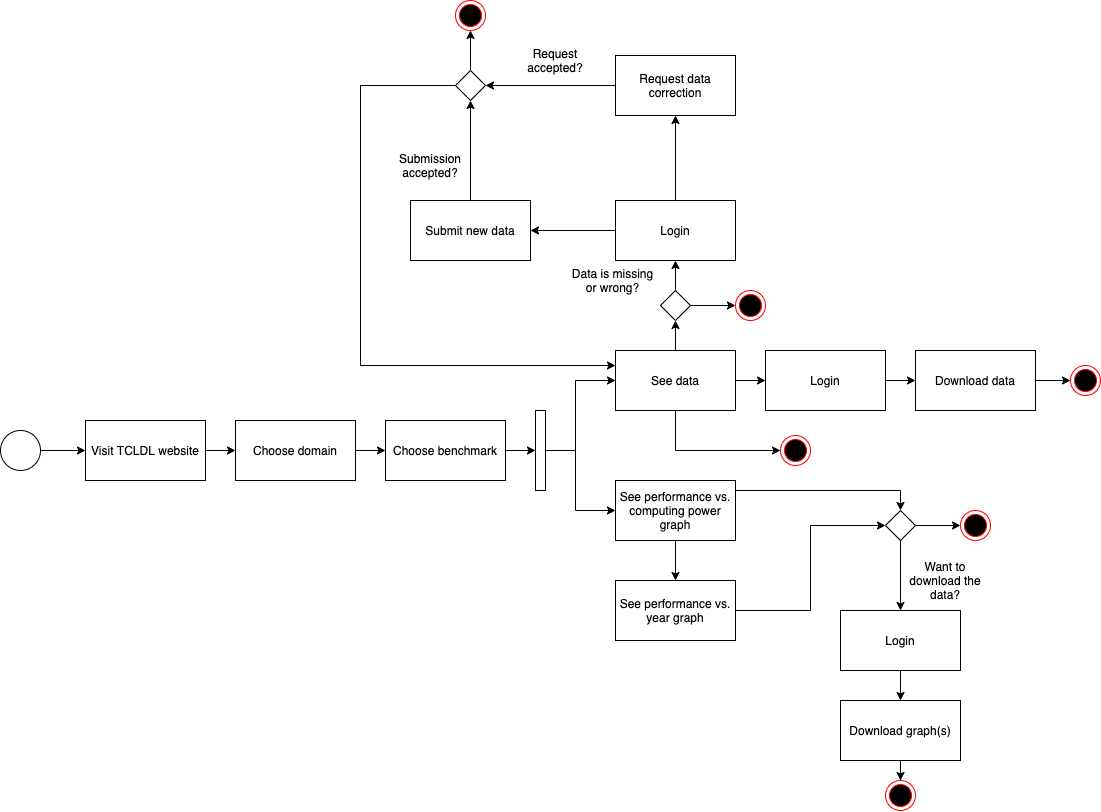 Request
accepted?
Request data
correction
Submission
accepted?
Submit new data
Login
Data is missing
or wrong?
See data
Login
Download data
Visit TCLDL website
Choose domain
Choose benchmark
See performance vs.
computing power
graph
Want to
download the
data?
See performance vs.
year graph
Login
Download graph(s)